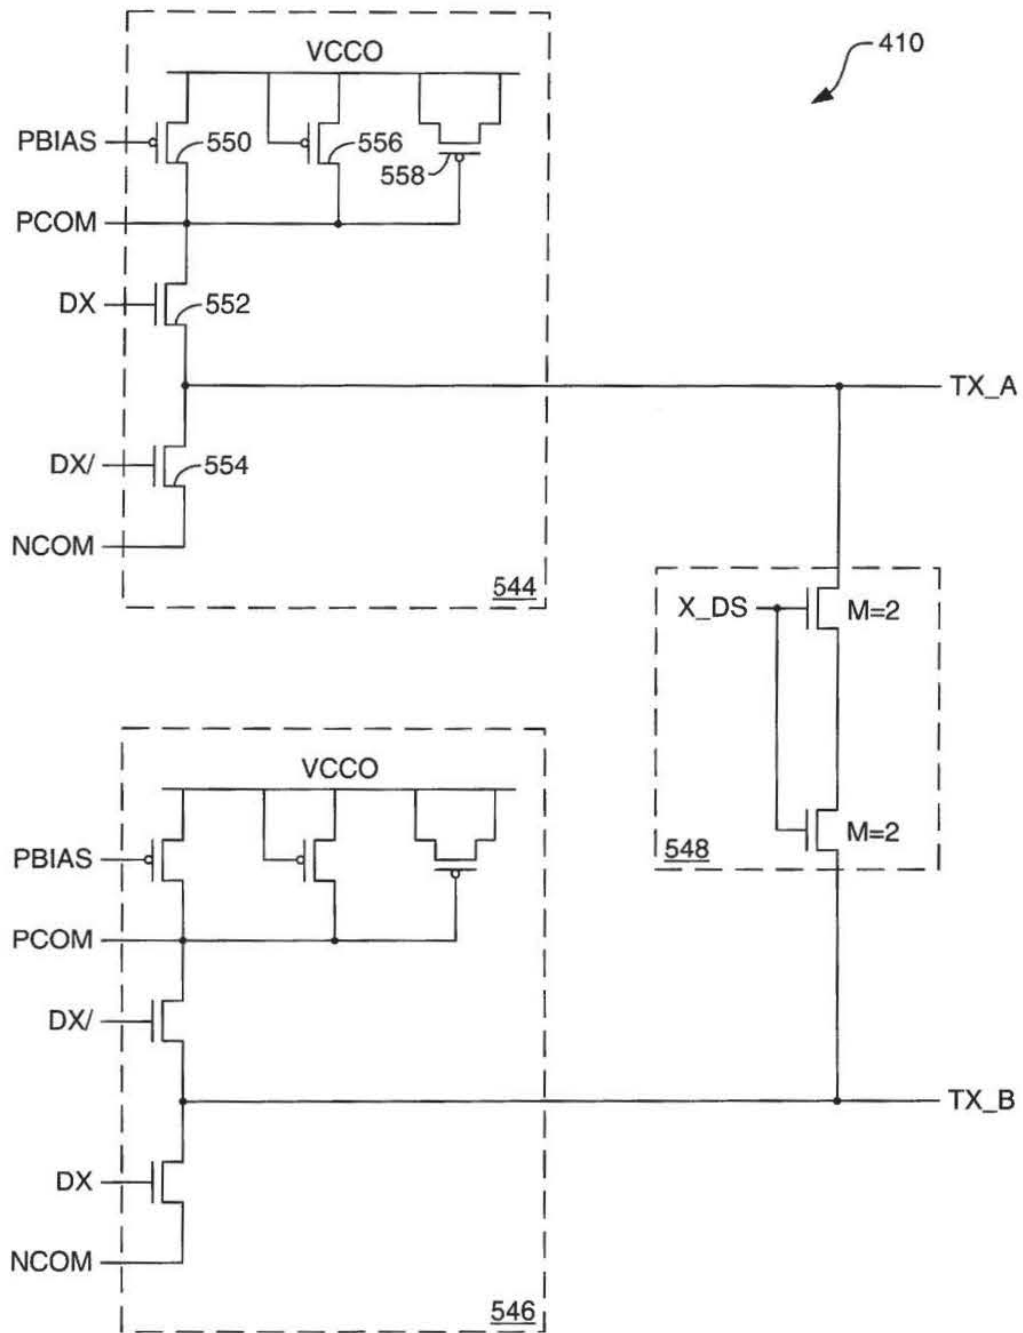 410
VCCO
PBIAS
550
556
558
PCOM
DX
552
TX_A
DX/
554
NCOM
544
X_DS
M=2
M=2
548
VCCO
PBIAS
PCOM
DX/
TX_B
DX
NCOM
546